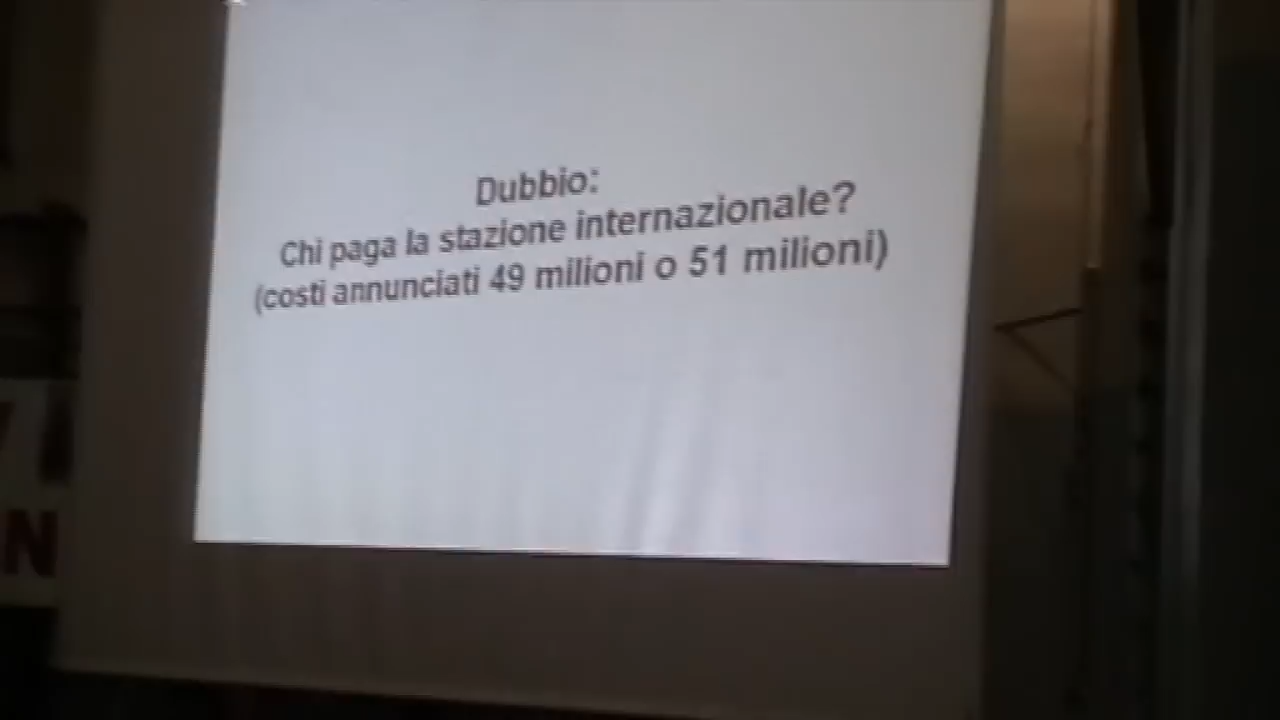 Dubbio:
Chi paga la stazione internazionale?
(costi annunciati 49 milioni o 51 milioni)
N